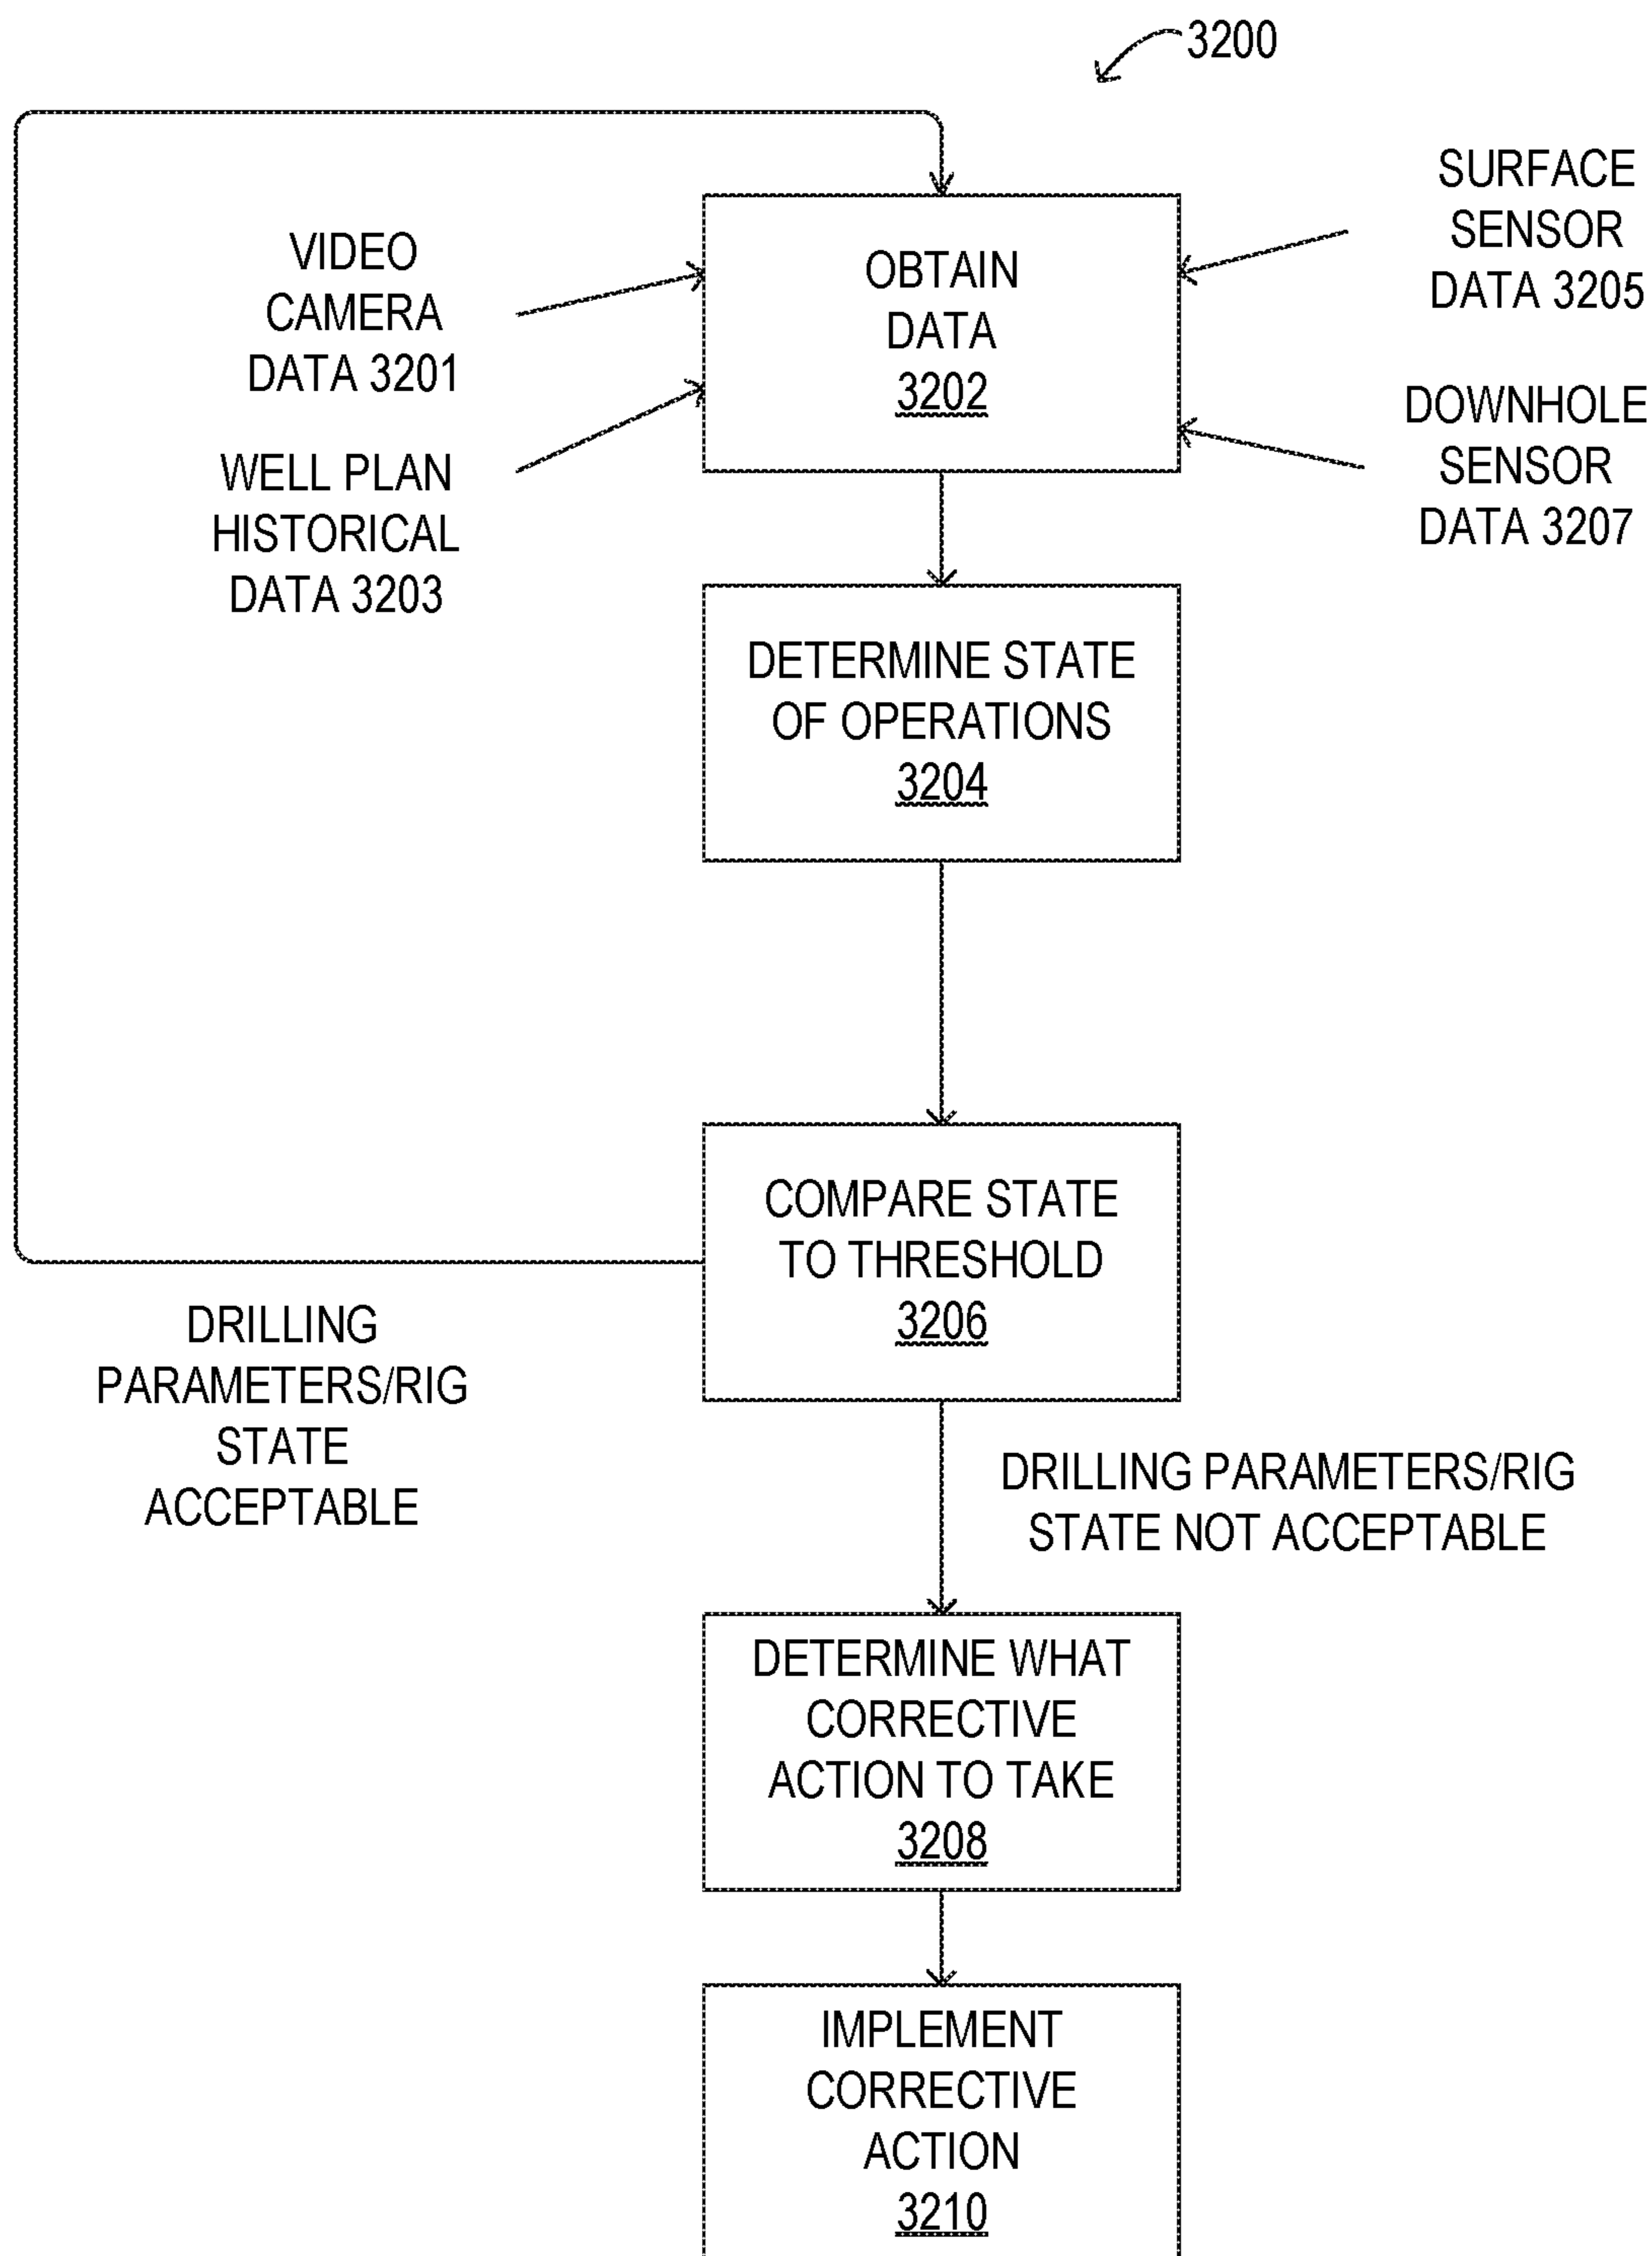 3200
VIDEO
CAMERA
DATA 3201
WELL PLAN
HISTORICAL
DATA 3203
OBTAIN
DATA
3202
SURFACE
SENSOR
DATA 3205
DOWNHOLE
SENSOR
DATA 3207
DETERMINE STATE
OF OPERATIONS
3204
COMPARE STATE
TO THRESHOLD
3206
DRILLING
PARAMETERS/RIG
STATE
ACCEPTABLE
DRILLING PARAMETERS/RIG
STATE NOT ACCEPTABLE
DETERMINE WHAT
CORRECTIVE
ACTION TO TAKE
3208
IMPLEMENT
CORRECTIVE
ACTION
3210